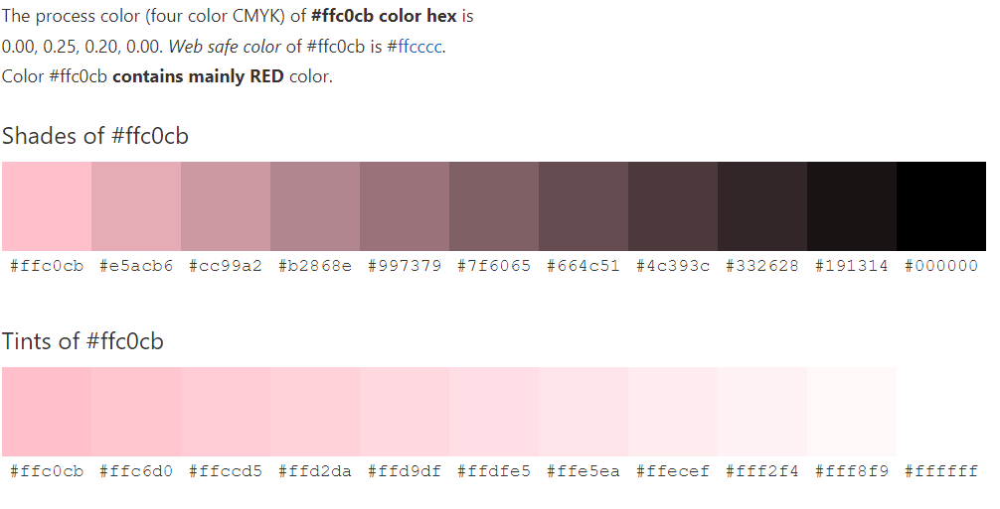 The process color (four color CMYK) of #ffc0cb color hex is
0.00, 0.25, 0.20, 0.00. Web safe color of #ffc0cb is #ffcccc.
Color #ffc0cb contains mainly RED color.
Shades of #ffc0cb
#ffc0cb #e5acb6 #cc99a2 #b2868e #997379 #7f6065 #664c51 #4c393c #332628 #191314 #000000
Tints of #ffc0cb
#ffc0cb #ffc6d0 #ffccd5 #ffd2da #ffd9df #ffdfe5 #ffe5ea #ffecef #fff2f4 #fff8f9 #ffffff